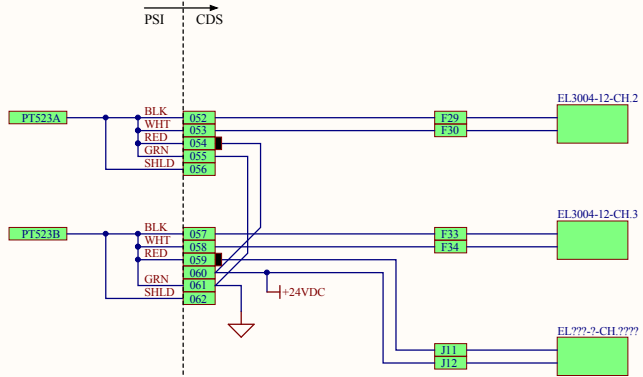 PSI CDS
EL3004-12-CH.2
PT523A BLK 052 F29
WHT 053 F30
RED 054
GRN 055
SHLD 056
EL3004-12-CH.3
PT523B BLK 057 F33
WHT 058 F34
RED 059
060
GRN 061
SHLD 062
+24VDC
EL???-?-CH.????
J11
J12